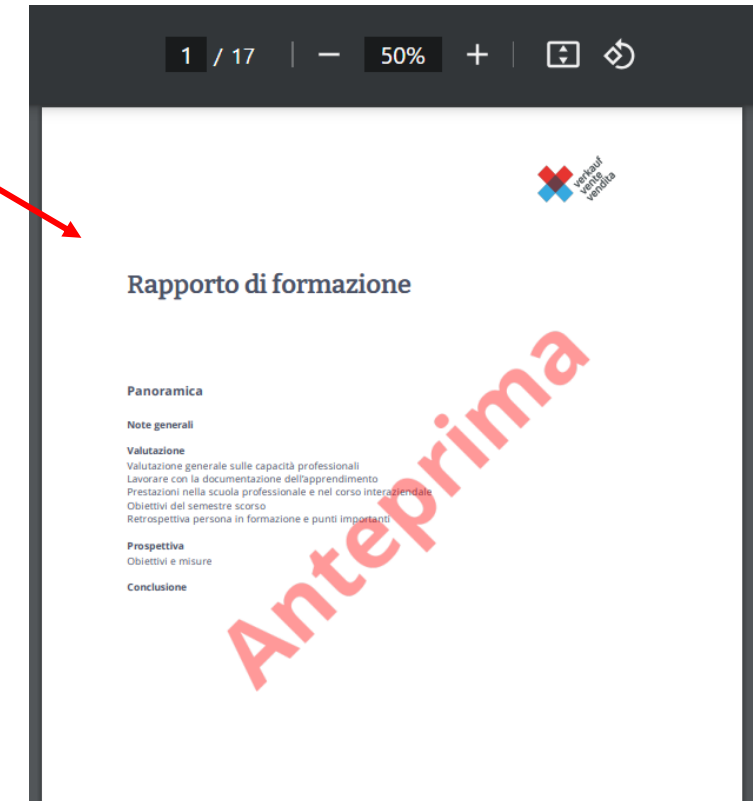 1 / 17 | − 50% + |
verkauf
vente
vendita
Rapporto di formazione
Panoramica
Note generali
Valutazione
Valutazione generale sulle capacità professionali
Lavorare con la documentazione dell'apprendimento
Prestazioni nella scuola professionale e nel corso interaziendale
Obiettivi del semestre scorso
Retrospettiva persona in formazione e punti importanti
Prospettiva
Obiettivi e misure
Conclusione
Anteprima